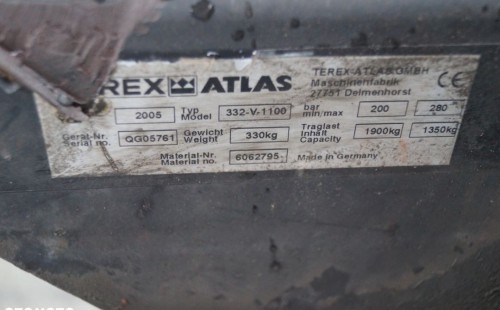 REX ATLAS
TEREX-ATLAS GMBH
Maschinenfabrik
27751 Delmenhorst
CE
2005 Typ Model 332-V-1100 bar min/max 200 280
Gerät-Nr. Serial no. QG05761 Gewicht Weight 330kg Traglast Inhalt Capacity 1900kg 1350kg
Material-Nr. Material no. 6062795 Made in Germany